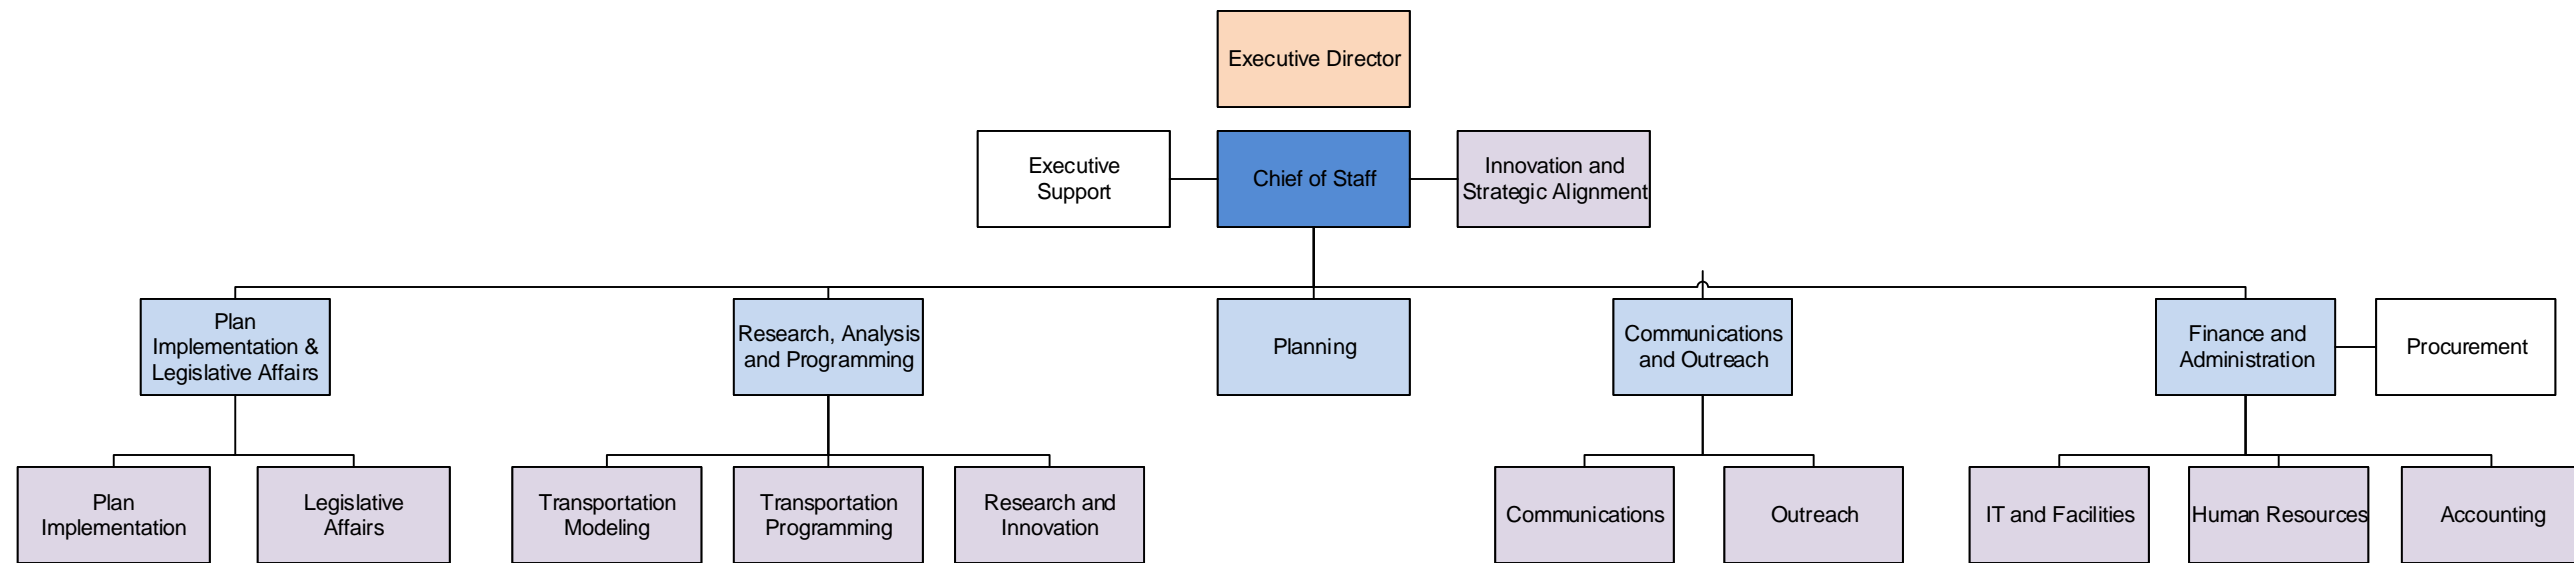 Executive Director
Executive
Support
Chief of Staff
Innovation and
Strategic Alignment
Plan
Implementation &
Legislative Affairs
Research, Analysis
and Programming
Planning
Communications
and Outreach
Finance and
Administration
Procurement
Plan
Implementation
Legislative
Affairs
Transportation
Modeling
Transportation
Programming
Research and
Innovation
Communications
Outreach
IT and Facilities
Human Resources
Accounting